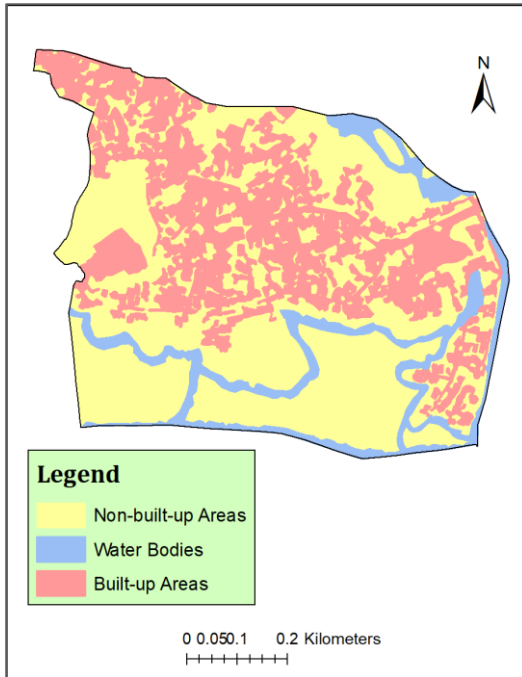 N
Legend
Non-built-up Areas
Water Bodies
Built-up Areas
0 0.050.1 0.2 Kilometers